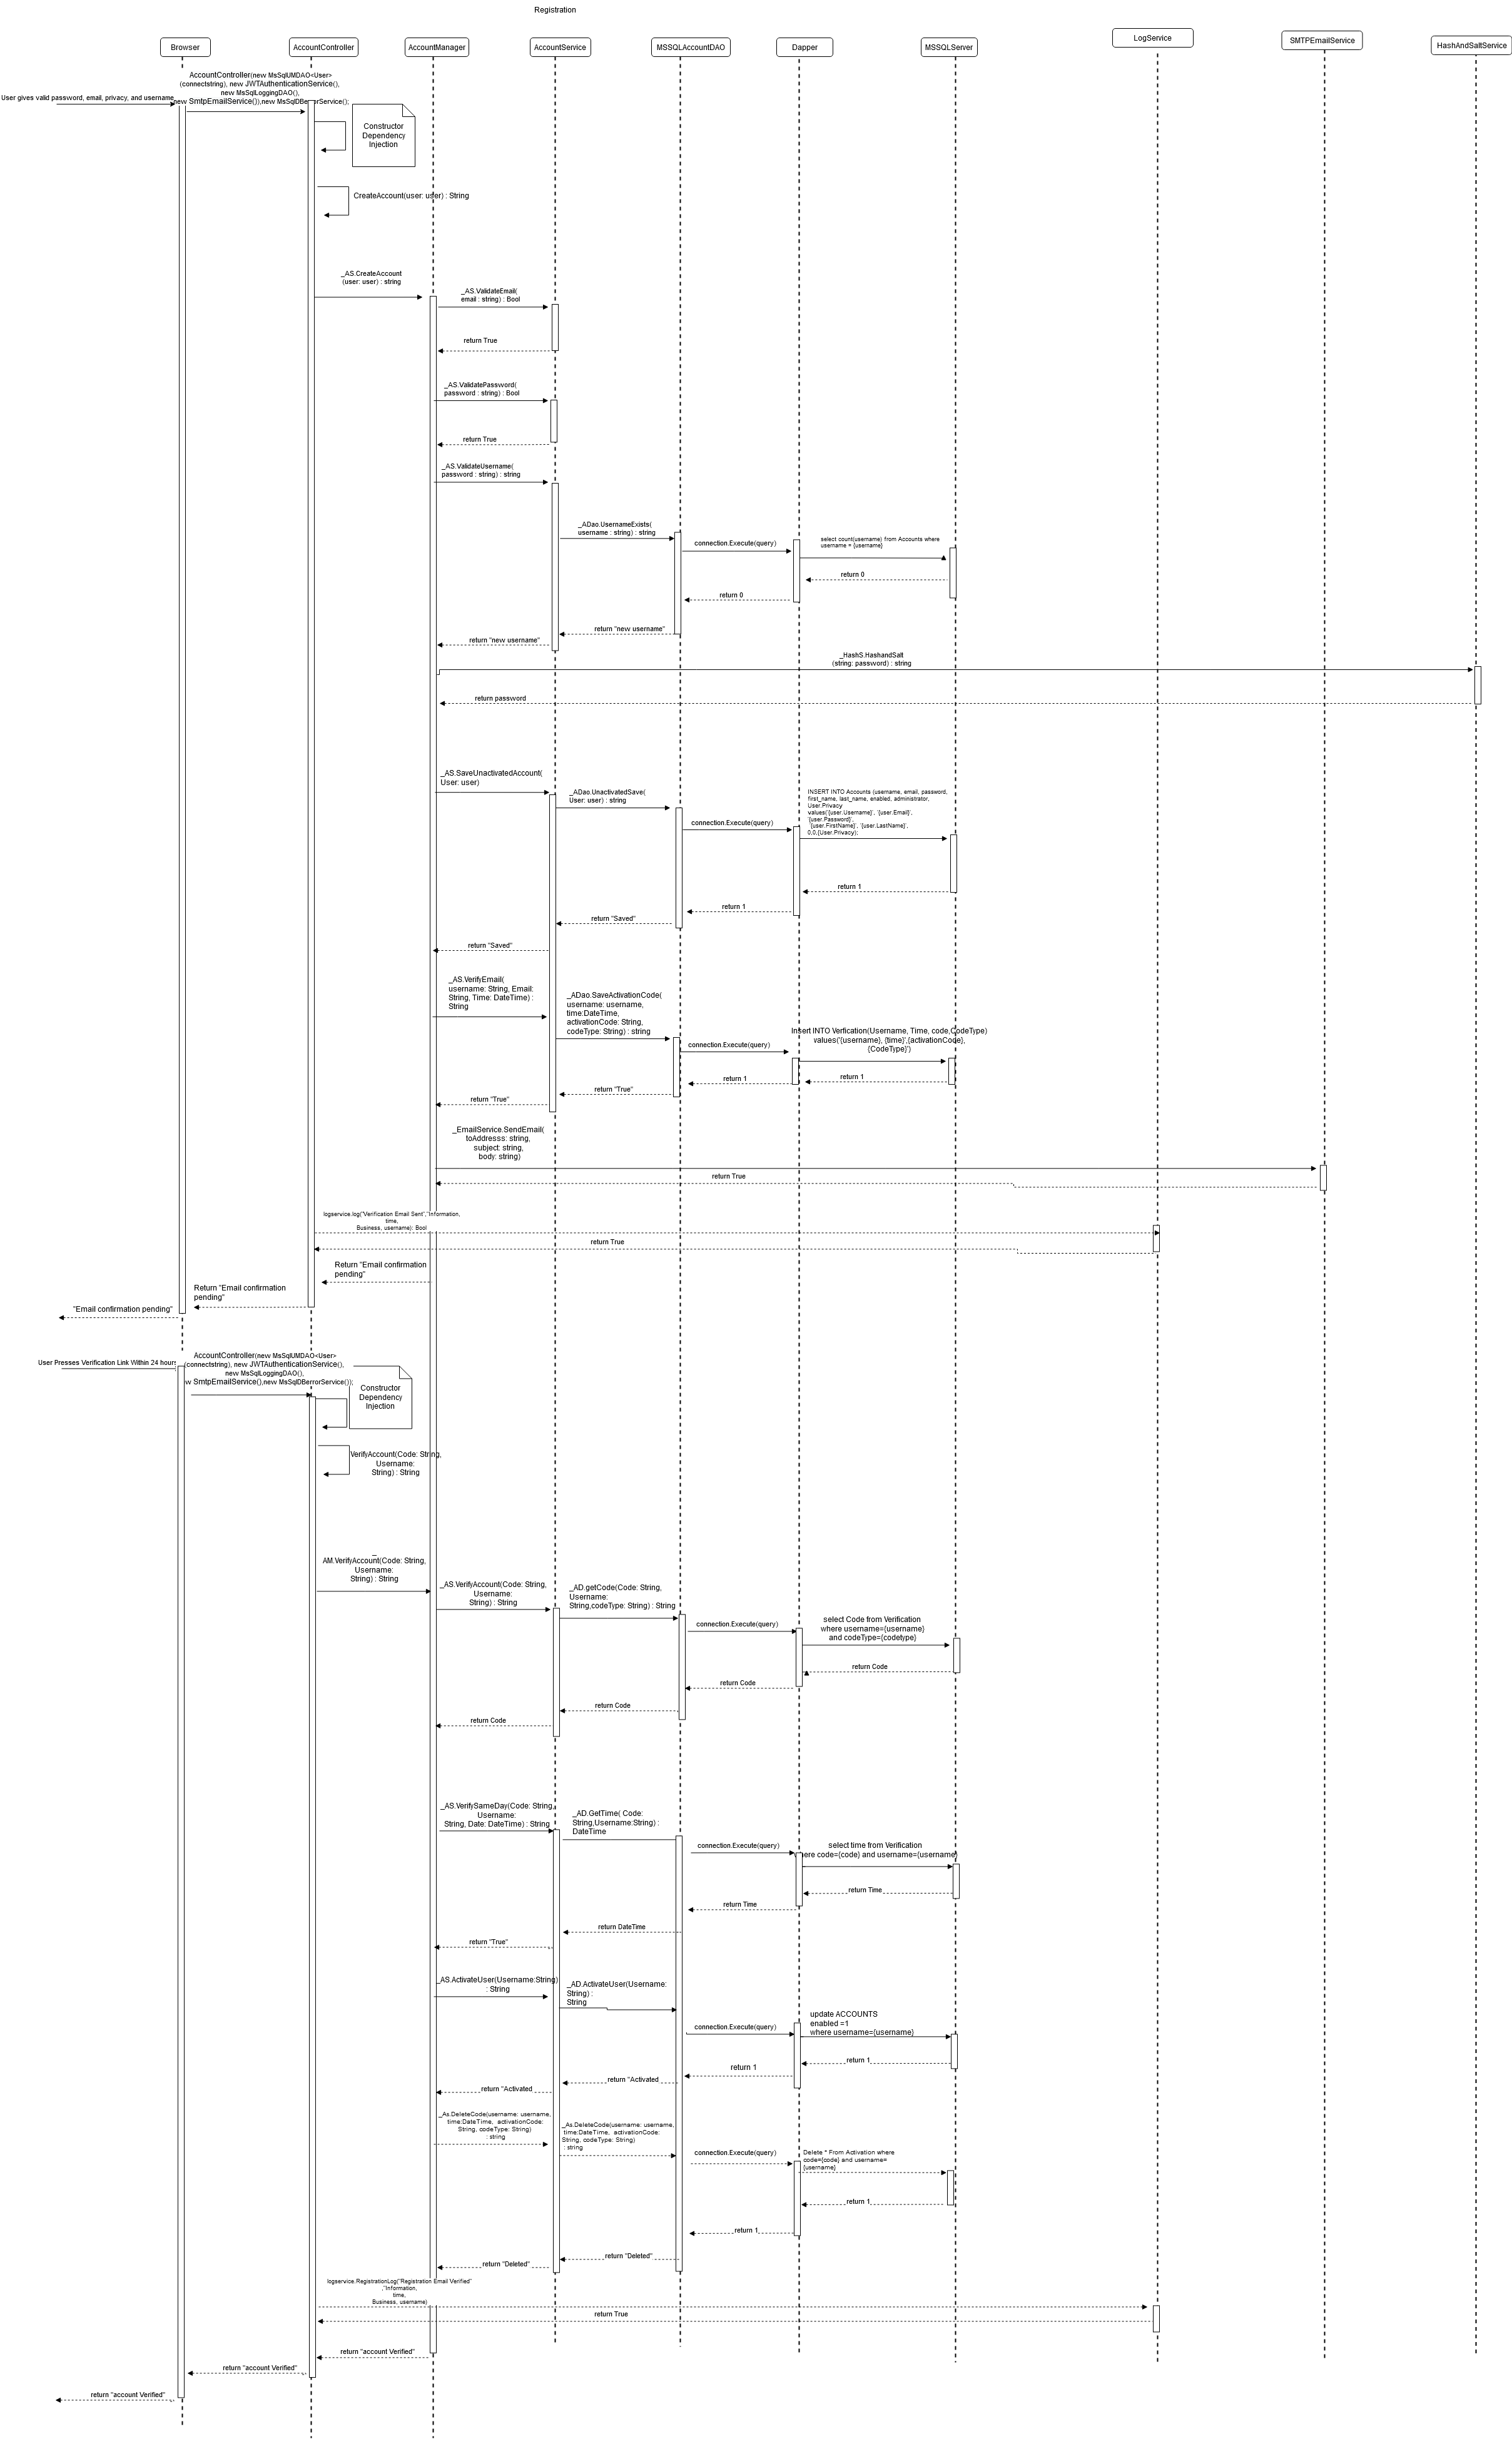 Registration
Browser
AccountController
AccountManager
AccountService
MSSQLAccountDAO
Dapper
MSSQLServer
LogService
SMTPEmailService
HashAndSaltService
AccountController(new MsSqlUMDAO<User>
(connectstring), new JWTAuthenticationService(),
new MsSqlLoggingDAO(),
new SmtpEmailService()),new MsSqlDBerrorService();
User gives valid password, email, privacy, and username
Constructor
Dependency
Injection
CreateAccount(user: user) : String
_AS.CreateAccount
(user: user) : string
_AS.ValidateEmail(
email : string) : Bool
return True
_AS.ValidatePassword(
password : string) : Bool
return True
_AS.ValidateUsername(
password : string) : string
_ADao.UsernameExists(
username : string) : string
connection.Execute(query)
select count(username) from Accounts where
username = {username}
return 0
return 0
return "new username"
return "new username"
_HashS.HashandSalt
(string: password) : string
return password
_AS.SaveUnactivatedAccount(
User: user)
_ADao.UnactivatedSave(
User: user) : string
connection.Execute(query)
INSERT INTO Accounts (username, email, password,
first_name, last_name, enabled, administrator,
User.Privacy
values('{user.Username}', '{user.Email}',
'{user.Password}',
'{user.FirstName}', '{user.LastName}',
0,0,{User.Privacy);
return 1
return 1
return "Saved"
return "Saved"
_AS.VerifyEmail(
username: String, Email:
String, Time: DateTime) :
String
_ADao.SaveActivationCode(
username: username,
time:DateTime,
activationCode: String,
codeType: String) : string
connection.Execute(query)
Insert INTO Verfication(Username, Time, code,CodeType)
values('{username}, {time}',{activationCode},
{CodeType}')
return 1
return 1
return "True"
return "True"
_EmailService.SendEmail(
toAddresss: string,
subject: string,
body: string)
return True
logservice.log("Verification Email Sent","Information,
time,
Business, username): Bool
return True
Return "Email confirmation
pending"
Return "Email confirmation
pending"
"Email confirmation pending"
AccountController(new MsSqlUMDAO<User>
(connectstring), new JWTAuthenticationService(),
new MsSqlLoggingDAO(),
w SmtpEmailService(),new MsSqlDBerrorService());
User Presses Verification Link Within 24 hours
Constructor
Dependency
Injection
VerifyAccount(Code: String,
Username:
String) : String
_
AM.VerifyAccount(Code: String,
Username:
String) : String
_AS.VerifyAccount(Code: String,
Username:
String) : String
_AD.getCode(Code: String,
Username:
String,codeType: String) : String
connection.Execute(query)
select Code from Verification
where username={username}
and codeType={codetype}
return Code
return Code
return Code
return Code
_AS.VerifySameDay(Code: String,
Username:
String, Date: DateTime) : String
_AD.GetTime( Code:
String,Username:String) :
DateTime
connection.Execute(query)
select time from Verification
where code={code} and username={username}
return Time
return Time
return DateTime
return "True"
_AS.ActivateUser(Username:String)
: String
_AD.ActivateUser(Username:
String) :
String
connection.Execute(query)
update ACCOUNTS
enabled =1
where username={username}
return 1
return 1
return "Activated
return "Activated
_As.DeleteCode(username: username,
time:DateTime, activationCode:
String, codeType: String)
: string
_As.DeleteCode(username: username,
time:DateTime, activationCode:
String, codeType: String)
: string
connection.Execute(query)
Delete * From Activation where
code={code} and username=
{username}
return 1
return 1
return "Deleted"
return "Deleted"
logservice.RegistrationLog("Registration Email Verified"
,"Information,
time,
Business, username)
return True
return "account Verified"
return "account Verified"
return "account Verified"